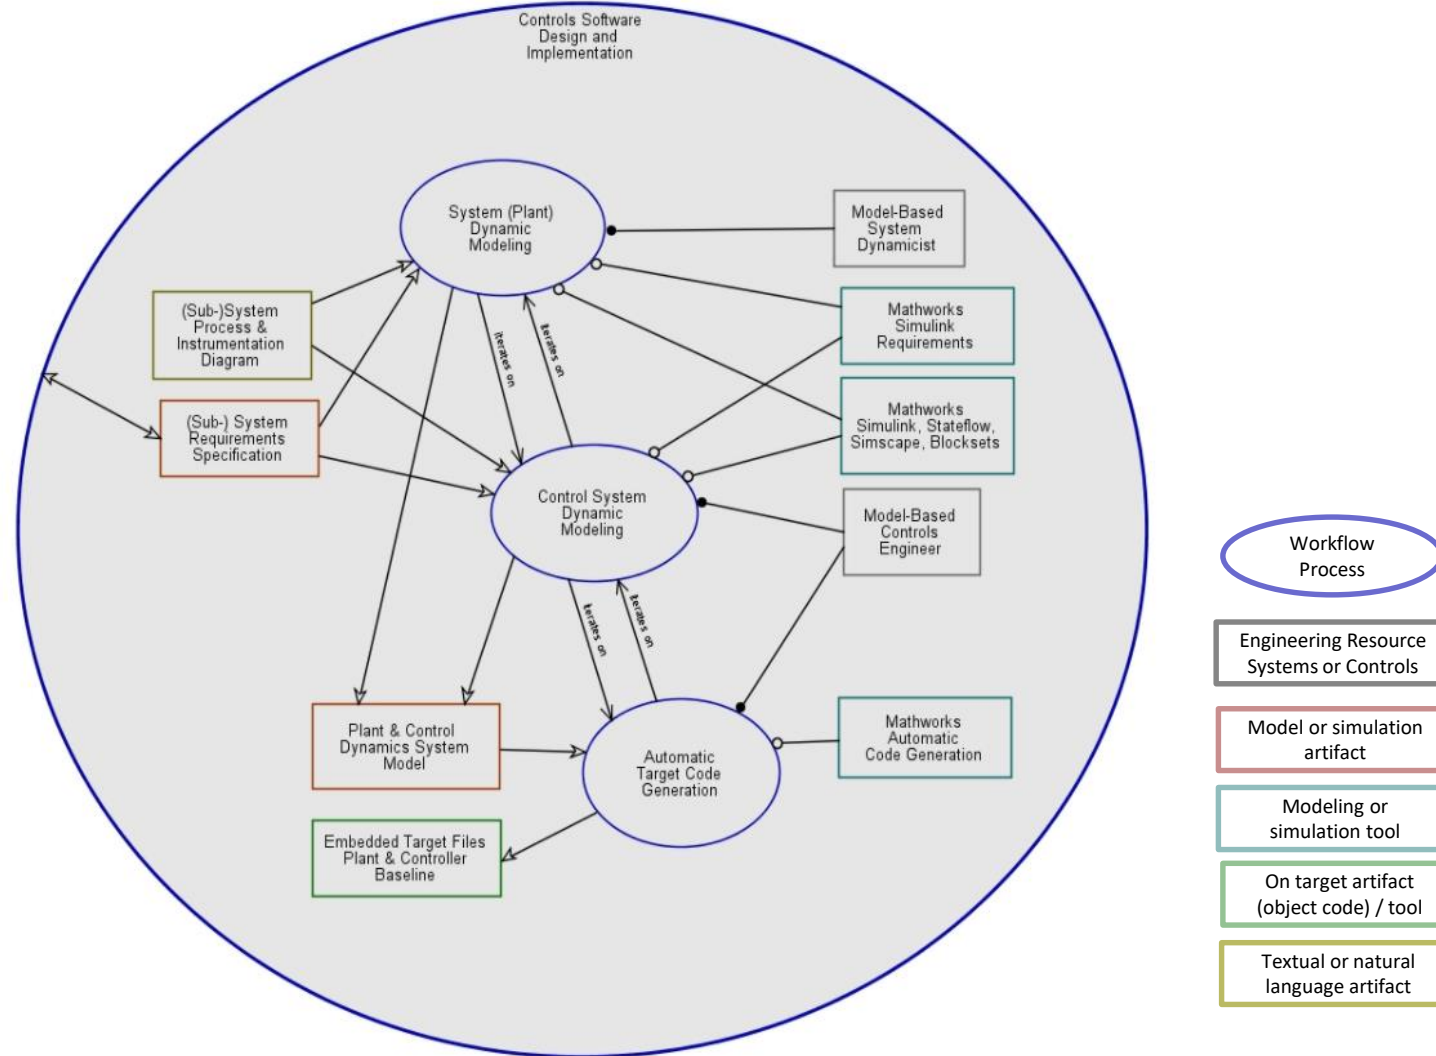 Controls Software
Design and
Implementation
System (Plant)
Dynamic
Modeling
Model-Based
System
Dynamicist
(Sub-)System
Process &
Instrumentation
Diagram
iterates on
iterates on
Mathworks
Simulink
Requirements
(Sub-) System
Requirements
Specification
Mathworks
Simulink, Stateflow,
Simscape, Blocksets
Control System
Dynamic
Modeling
Model-Based
Controls
Engineer
iterates on
iterates on
Plant & Control
Dynamics System
Model
Automatic
Target Code
Generation
Mathworks
Automatic
Code Generation
Embedded Target Files
Plant & Controller
Baseline
Workflow
Process
Engineering Resource
Systems or Controls
Model or simulation
artifact
Modeling or
simulation tool
On target artifact
(object code) / tool
Textual or natural
language artifact